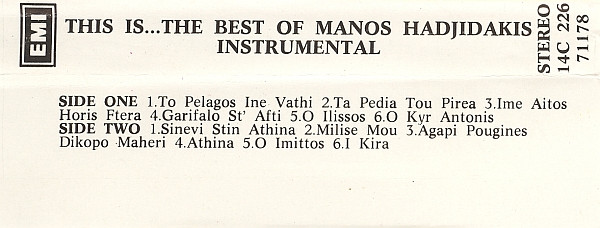 EMI
THIS IS...THE BEST OF MANOS HADJIDAKIS
INSTRUMENTAL
STEREO
14C 226
71178
SIDE ONE 1.To Pelagos Ine Vathi 2.Ta Pedia Tou Pirea 3.Ime Aitos
Horis Ftera 4.Garifalo St' Afti 5.O Ilissos 6.O Kyr Antonis
SIDE TWO 1.Sinevi Stin Athina 2.Milise Mou 3.Agapi Pougines
Dikopo Maheri 4.Athina 5.O Imittos 6.I Kira